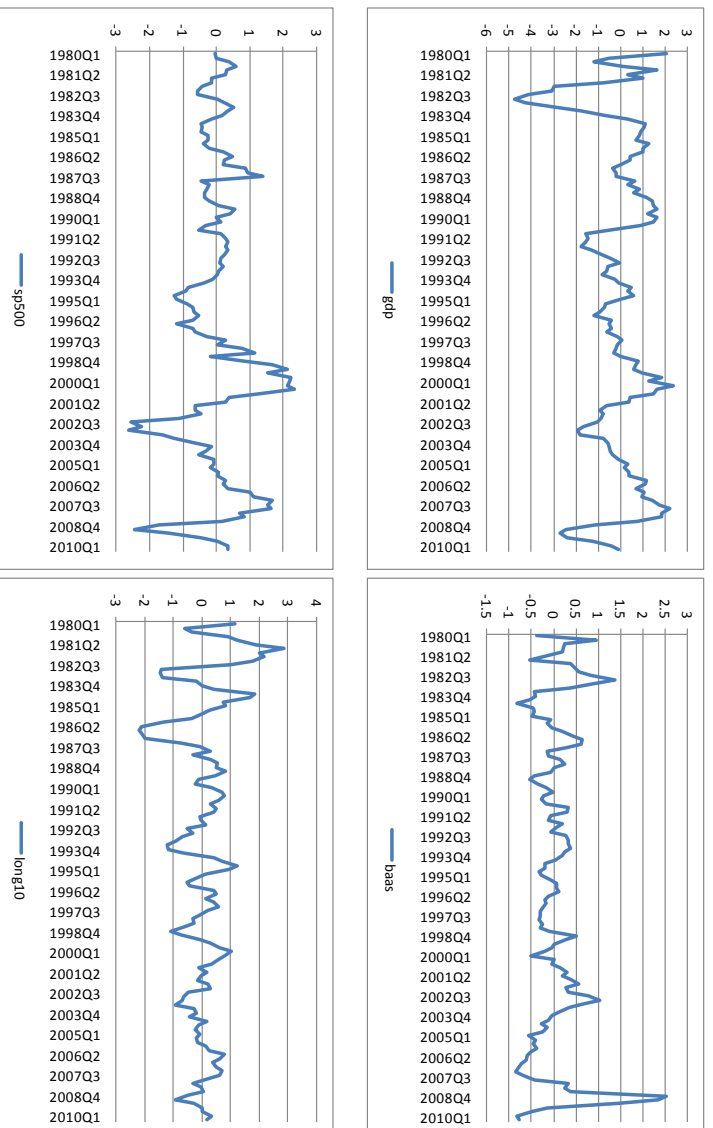 3
2
1
0
-1
-2
-3
-4
-5
-6
1980Q1
1981Q2
1982Q3
1983Q4
1985Q1
1986Q2
1987Q3
1988Q4
1990Q1
1991Q2
1992Q3
1993Q4
1995Q1
1996Q2
1997Q3
1998Q4
2000Q1
2001Q2
2002Q3
2003Q4
2005Q1
2006Q2
2007Q3
2008Q4
2010Q1
gdp
3
2.5
2
1.5
1
0.5
0
-0.5
-1
-1.5
1980Q1
1981Q2
1982Q3
1983Q4
1985Q1
1986Q2
1987Q3
1988Q4
1990Q1
1991Q2
1992Q3
1993Q4
1995Q1
1996Q2
1997Q3
1998Q4
2000Q1
2001Q2
2002Q3
2003Q4
2005Q1
2006Q2
2007Q3
2008Q4
2010Q1
baas
3
2
1
0
-1
-2
-3
1980Q1
1981Q2
1982Q3
1983Q4
1985Q1
1986Q2
1987Q3
1988Q4
1990Q1
1991Q2
1992Q3
1993Q4
1995Q1
1996Q2
1997Q3
1998Q4
2000Q1
2001Q2
2002Q3
2003Q4
2005Q1
2006Q2
2007Q3
2008Q4
2010Q1
sp500
4
3
2
1
0
-1
-2
-3
1980Q1
1981Q2
1982Q3
1983Q4
1985Q1
1986Q2
1987Q3
1988Q4
1990Q1
1991Q2
1992Q3
1993Q4
1995Q1
1996Q2
1997Q3
1998Q4
2000Q1
2001Q2
2002Q3
2003Q4
2005Q1
2006Q2
2007Q3
2008Q4
2010Q1
long10